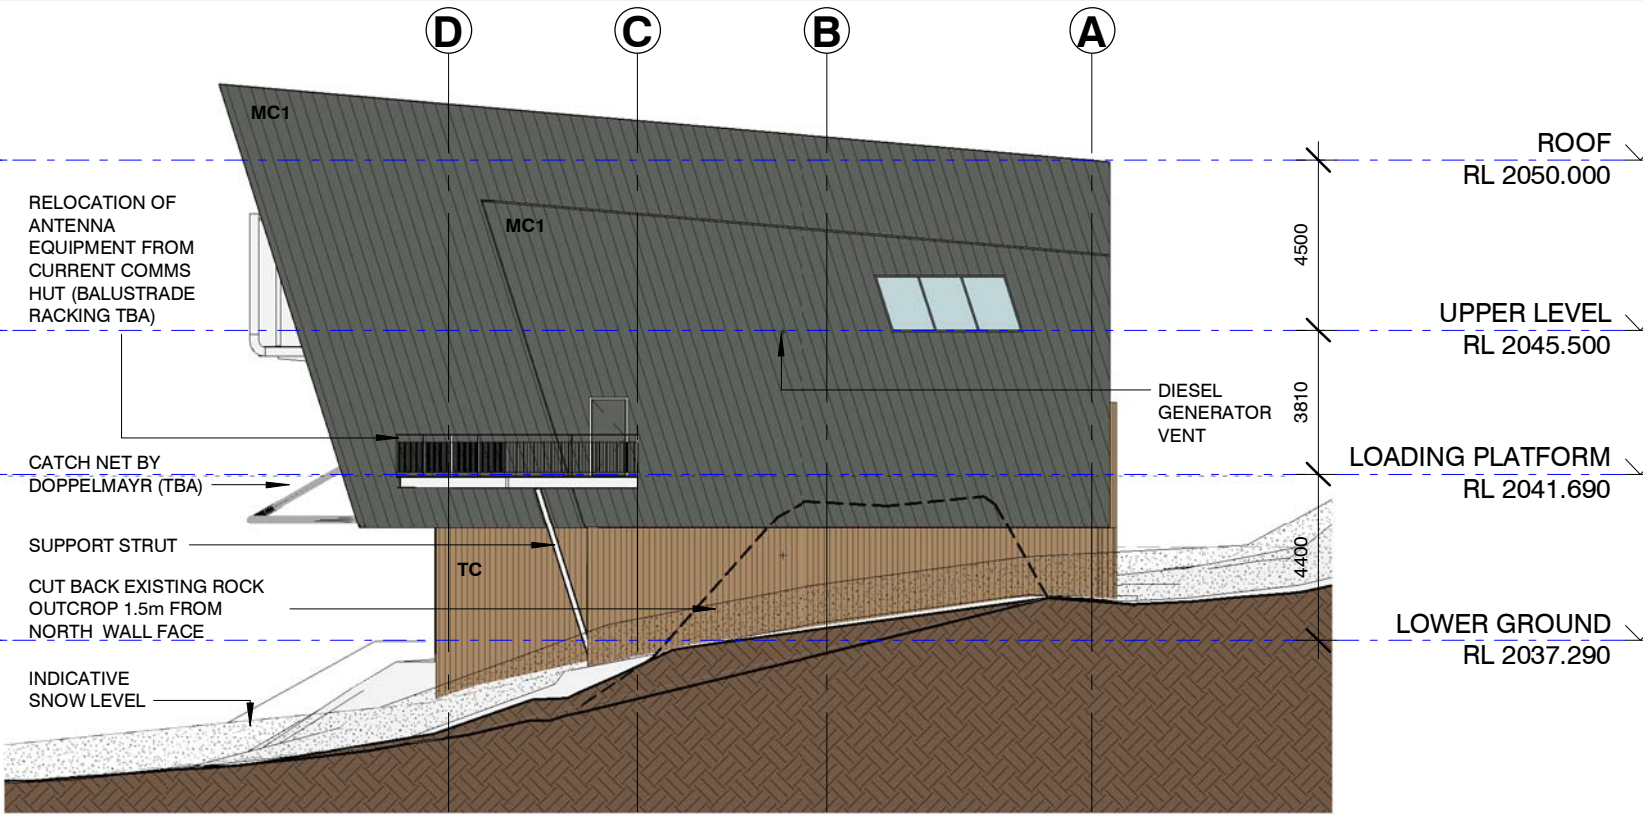 D
C
B
A
MC1
ROOF
RL 2050.000
RELOCATION OF
ANTENNA
EQUIPMENT FROM
CURRENT COMMS
HUT (BALUSTRADE
RACKING TBA)
MC1
4500
UPPER LEVEL
RL 2045.500
3810
DIESEL
GENERATOR
VENT
CATCH NET BY
DOPPELMAYR (TBA)
LOADING PLATFORM
RL 2041.690
SUPPORT STRUT
TC
4400
CUT BACK EXISTING ROCK
OUTCROP 1.5m FROM
NORTH WALL FACE
LOWER GROUND
RL 2037.290
INDICATIVE
SNOW LEVEL